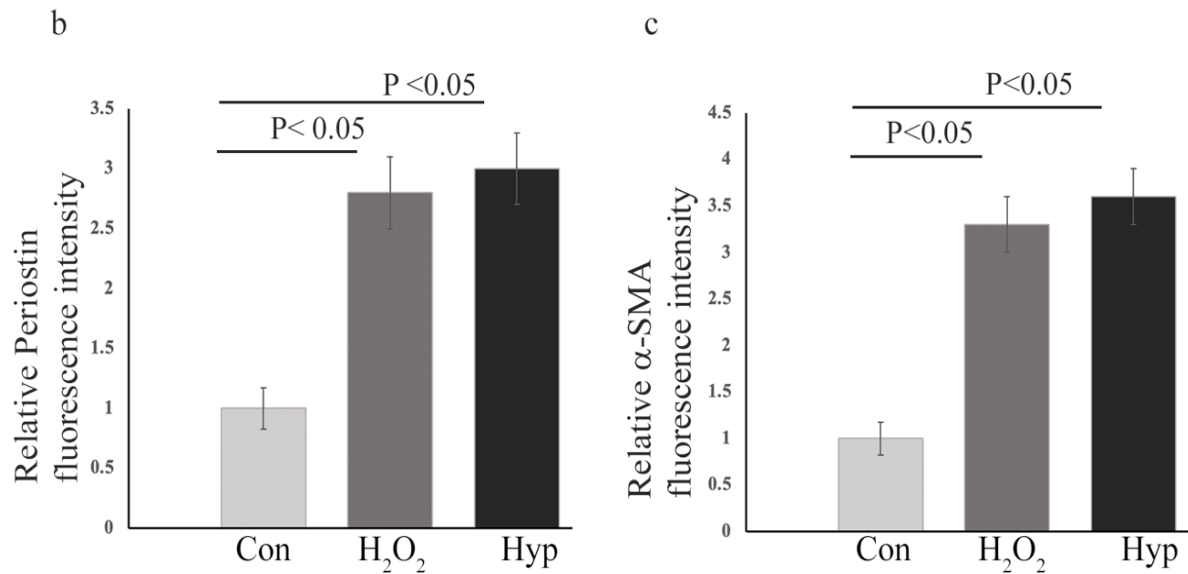 b
P <0.05
P< 0.05
3.5
3
2.5
2
1.5
1
0.5
0
Relative Periostin
fluorescence intensity
Con H₂O₂ Hyp
c
P<0.05
P<0.05
4.5
4
3.5
3
2.5
2
1.5
1
0.5
0
Relative α-SMA
fluorescence intensity
Con H₂O₂ Hyp